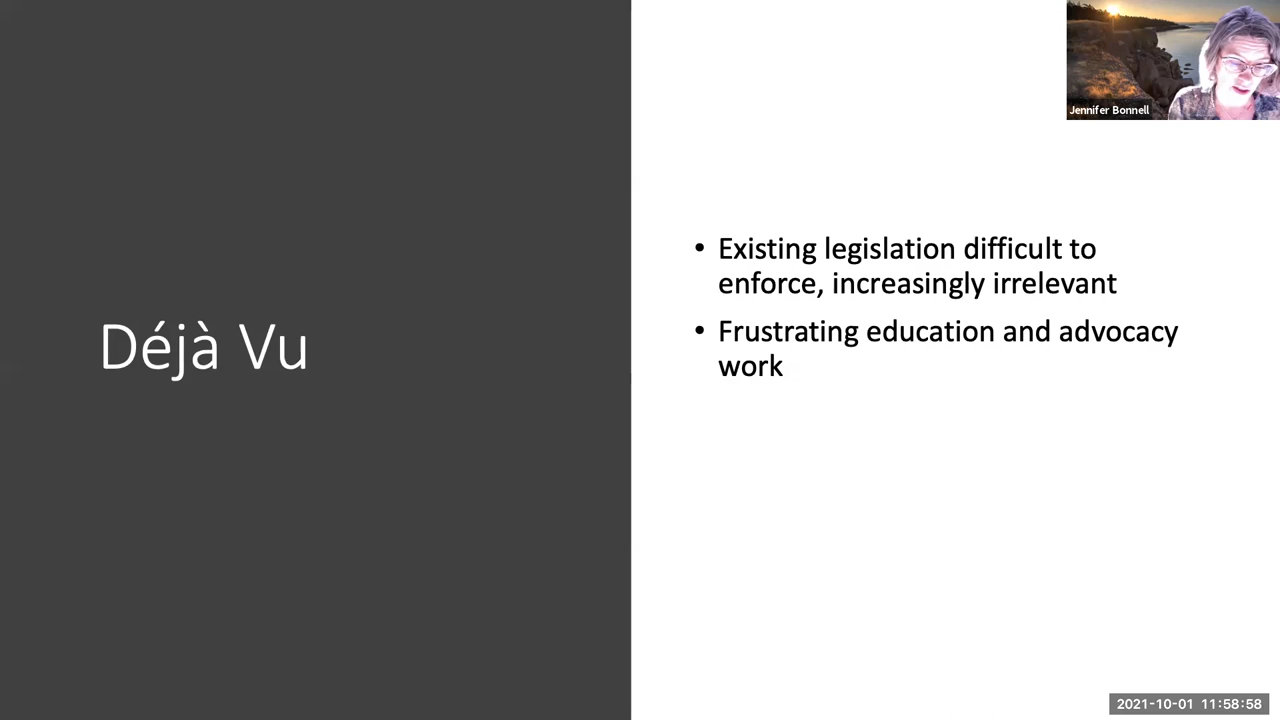 Jennifer Bonnell
Déjà Vu
• Existing legislation difficult to
enforce, increasingly irrelevant
• Frustrating education and advocacy
work
2021-10-01 11:58:58